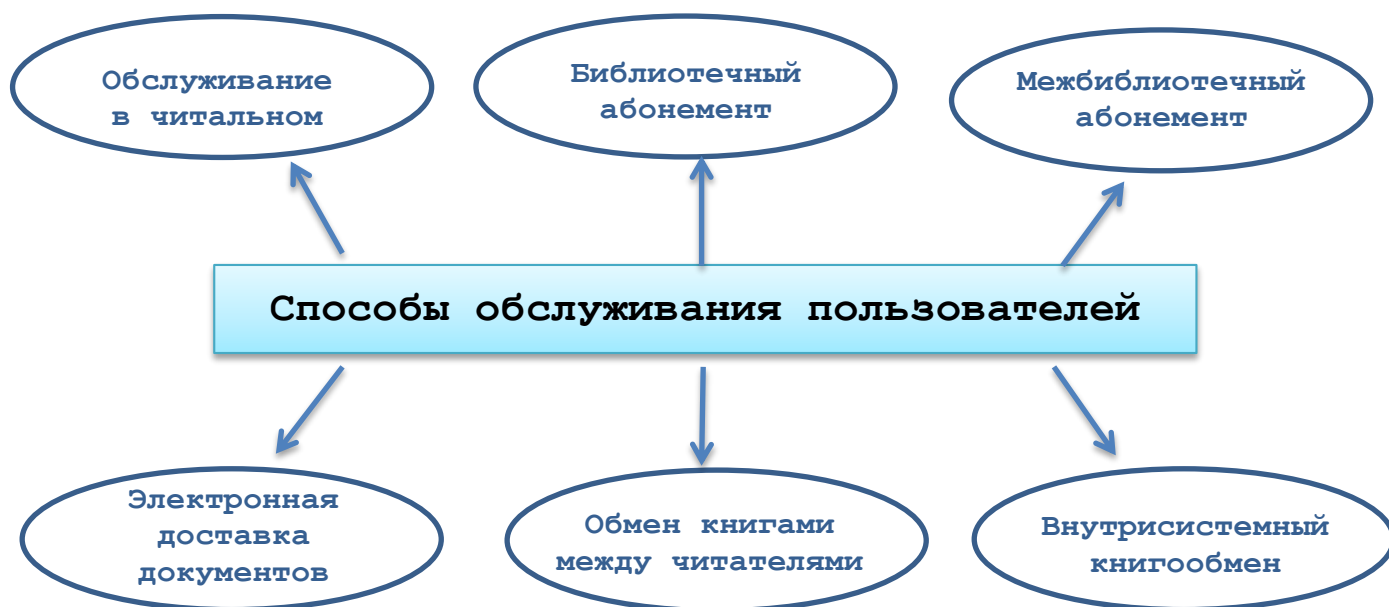 Обслуживание
в читальном
Библиотечный
абонемент
Межбиблиотечный
абонемент
Способы обслуживания пользователей
Электронная
доставка
документов
Обмен книгами
между читателями
Внутрисистемный
книгообмен